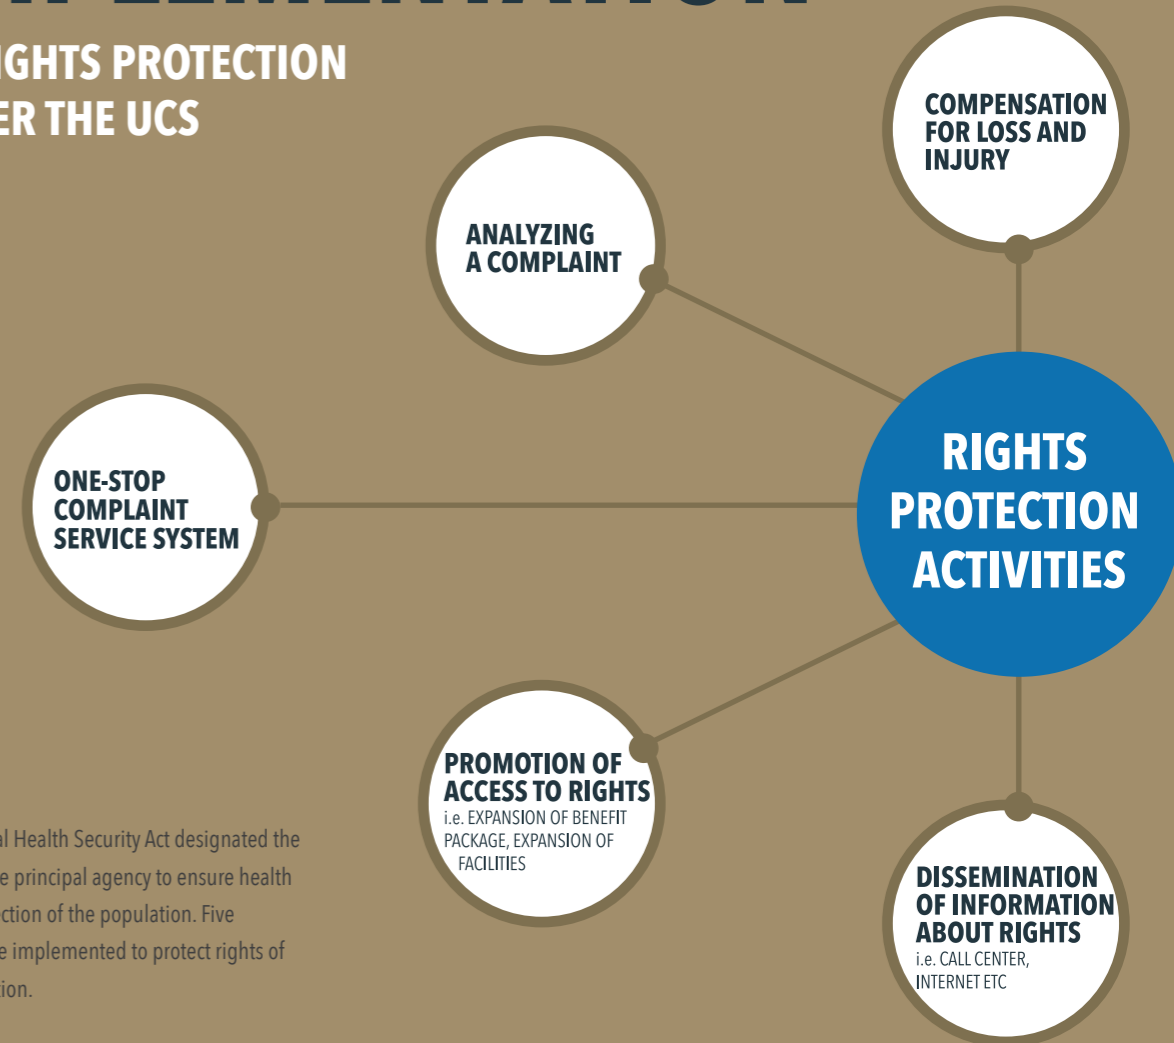 IGHTS PROTECTION
ER THE UCS
COMPENSATION
FOR LOSS AND
INJURY
ANALYZING
A COMPLAINT
ONE-STOP
COMPLAINT
SERVICE SYSTEM
RIGHTS
PROTECTION
ACTIVITIES
PROMOTION OF
ACCESS TO RIGHTS
i.e. EXPANSION OF BENEFIT
PACKAGE, EXPANSION OF
FACILITIES
al Health Security Act designated the
e principal agency to ensure health
ection of the population. Five
e implemented to protect rights of
tion.
DISSEMINATION
OF INFORMATION
ABOUT RIGHTS
i.e. CALL CENTER,
INTERNET ETC